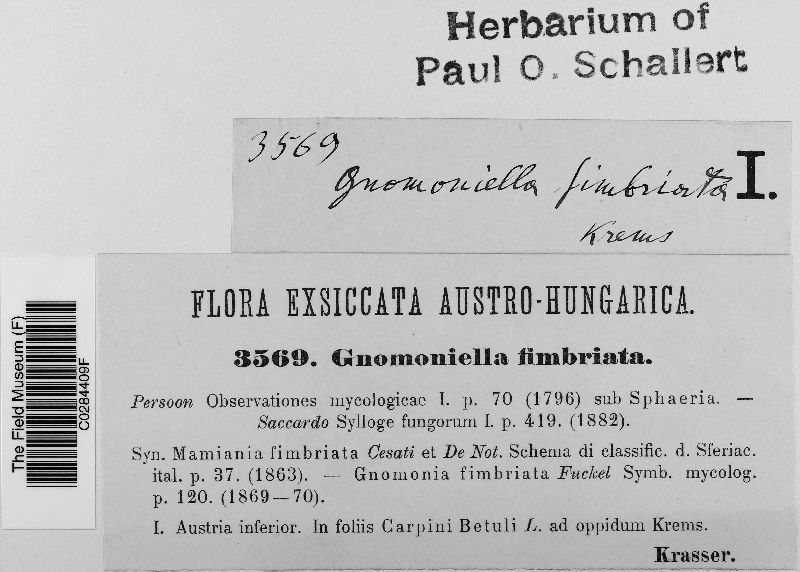 Herbarium of
Paul O. Schallert
3569
Gnomoniella fimbriata I.
Krems
FLORA EXSICCATA AUSTRO-HUNGARICA.
3569. Gnomoniella fimbriata.
Persoon Observationes mycologicae I. p. 70 (1796) sub Sphaeria. —
Saccardo Sylloge fungorum I. p. 419. (1882).
Syn. Mamiania fimbriata Cesati et De Not. Schema di classific. d. Sferiac.
ital. p. 37. (1863). — Gnomonia fimbriata Fuckel Symb. mycolog.
p. 120. (1869—70).
I. Austria inferior. In foliis Carpini Betuli L. ad oppidum Krems.
Krasser.
The Field Museum (F)
C0284409F